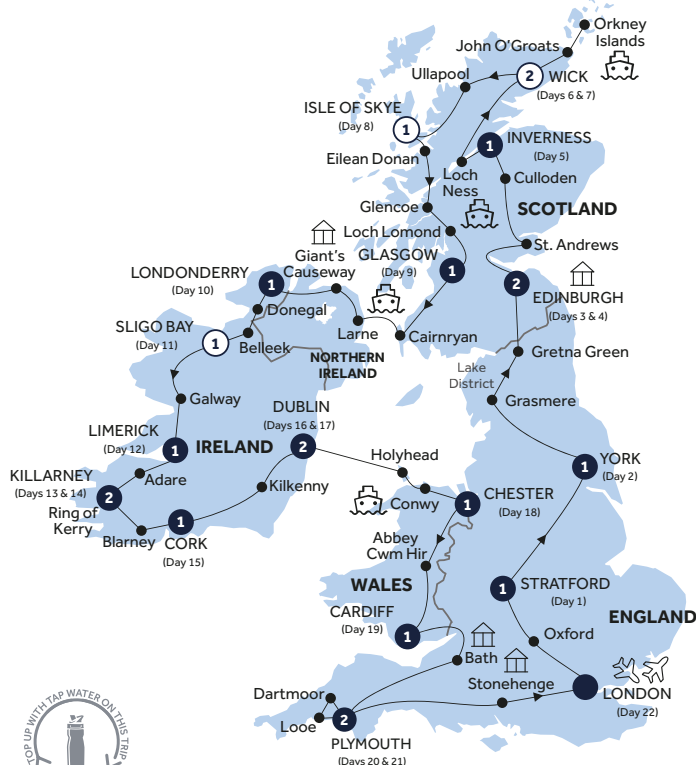 Orkney
Islands
John O'Groats
Ullapool
2
WICK
(Days 6 & 7)
ISLE OF SKYE
(Day 8)
1
1
INVERNESS
(Day 5)
Eilean Donan
Loch
Ness
Culloden
Glencoe
SCOTLAND
Loch Lomond
St. Andrews
Giant's
Causeway
GLASGOW
(Day 9)
1
LONDONDERRY
(Day 10)
1
2
EDINBURGH
(Days 3 & 4)
Donegal
SLIGO BAY
(Day 11)
1
Belleek
Larne
Cairnryan
NORTHERN
IRELAND
Gretna Green
Lake
District
Grasmere
Galway
DUBLIN
(Days 16 & 17)
2
LIMERICK
(Day 12)
1
IRELAND
Holyhead
YORK
(Day 2)
1
KILLARNEY
(Days 13 & 14)
2
Adare
Kilkenny
Ring of
Kerry
Conwy
1
CHESTER
(Day 18)
Blarney
1
CORK
(Day 15)
Abbey
Cwm Hir
WALES
1
STRATFORD
(Day 1)
CARDIFF
(Day 19)
1
ENGLAND
Oxford
Bath
Stonehenge
LONDON
(Day 22)
Dartmoor
Looe
2
PLYMOUTH
(Days 20 & 21)
TOP UP WITH TAP WATER ON THIS TRIP